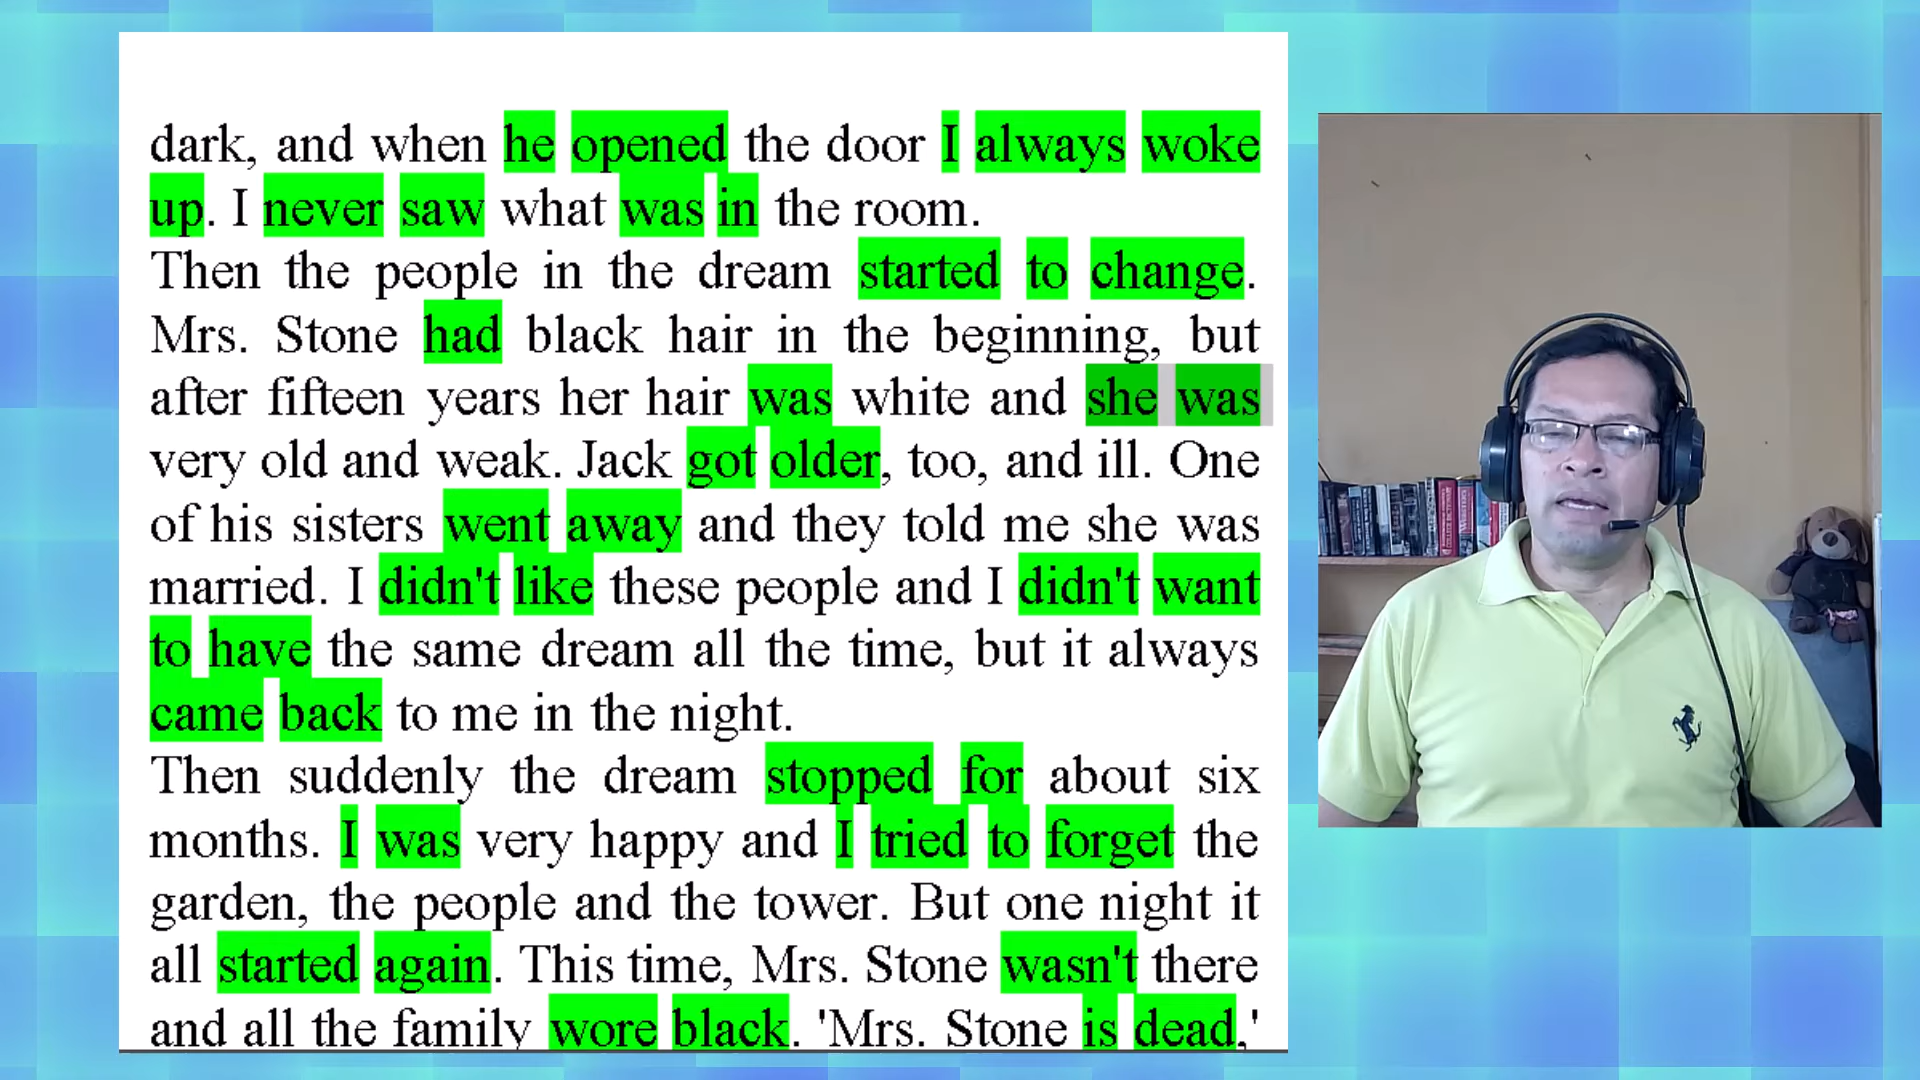 dark, and when he opened the door I always woke
up. I never saw what was in the room.
Then the people in the dream started to change.
Mrs. Stone had black hair in the beginning, but
after fifteen years her hair was white and she was
very old and weak. Jack got older, too, and ill. One
of his sisters went away and they told me she was
married. I didn't like these people and I didn't want
to have the same dream all the time, but it always
came back to me in the night.
Then suddenly the dream stopped for about six
months. I was very happy and I tried to forget the
garden, the people and the tower. But one night it
all started again. This time, Mrs. Stone wasn't there
and all the family wore black. 'Mrs. Stone is dead,'